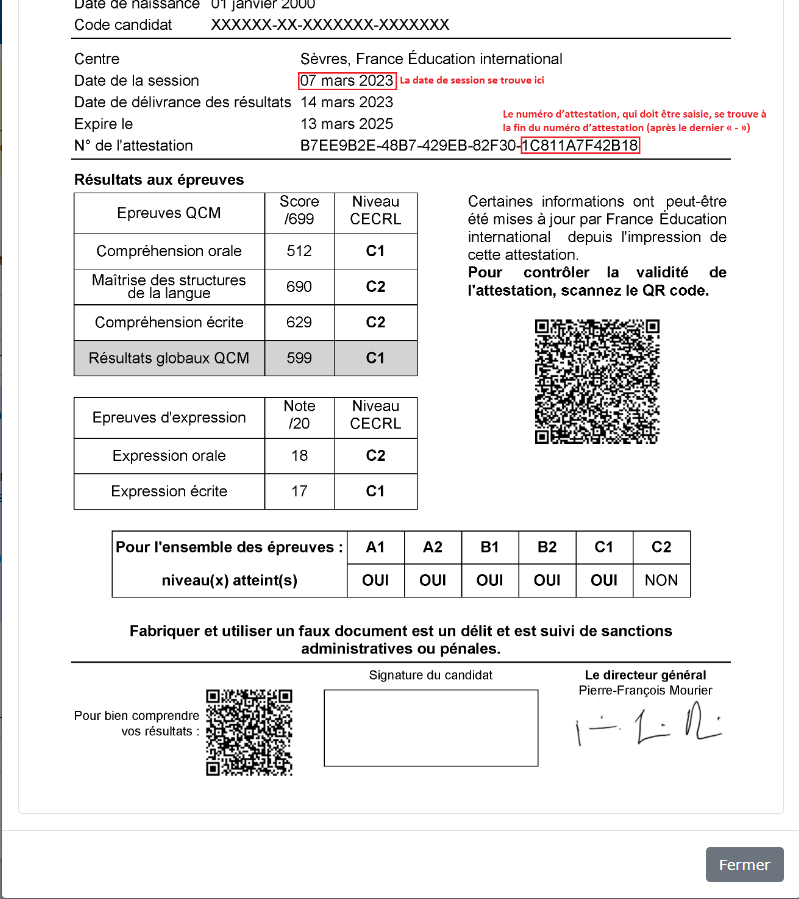 Date de naissance 01 janvier 2000
Code candidat XXXXXX-XX-XXXXXXX-XXXXXXX
Centre Sèvres, France Éducation international
Date de la session 07 mars 2023 La date de session se trouve ici
Date de délivrance des résultats 14 mars 2023
Expire le 13 mars 2025
Le numéro d'attestation, qui doit être saisie, se trouve à
la fin du numéro d'attestation (après le dernier « - »)
N° de l'attestation B7EE9B2E-48B7-429EB-82F30-1C811A7F42B18
Résultats aux épreuves
Epreuves QCM Score /699 Niveau CECRL
Compréhension orale 512 C1
Maîtrise des structures de la langue 690 C2
Compréhension écrite 629 C2
Résultats globaux QCM 599 C1
Certaines informations ont peut-être
été mises à jour par France Éducation
international depuis l'impression de
cette attestation.
Pour contrôler la validité de
l'attestation, scannez le QR code.
Epreuves d'expression Note /20 Niveau CECRL
Expression orale 18 C2
Expression écrite 17 C1
Pour l'ensemble des épreuves : A1 A2 B1 B2 C1 C2
niveau(x) atteint(s) OUI OUI OUI OUI OUI NON
Fabriquer et utiliser un faux document est un délit et est suivi de sanctions
administratives ou pénales.
Pour bien comprendre
vos résultats :
Signature du candidat
Le directeur général
Pierre-François Mourier
Fermer